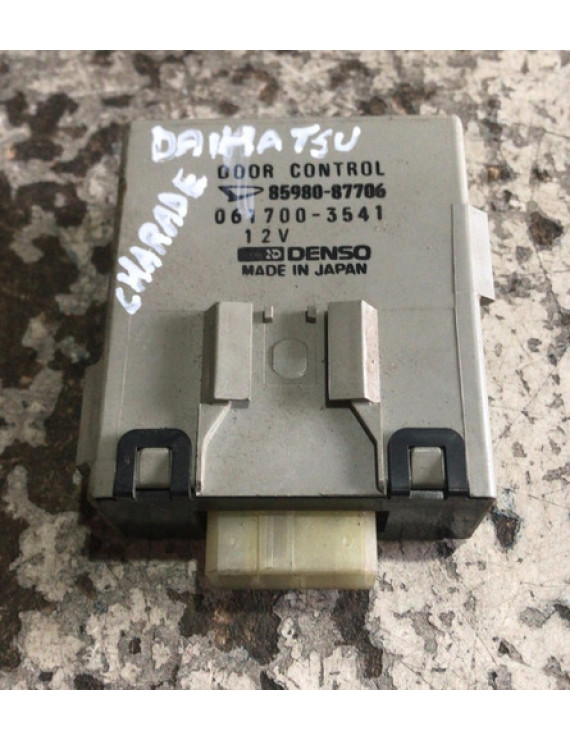 DAIHATSU
CHARADE
DOOR CONTROL
85980-87706
061700-3541
12V
DENSO
MADE IN JAPAN